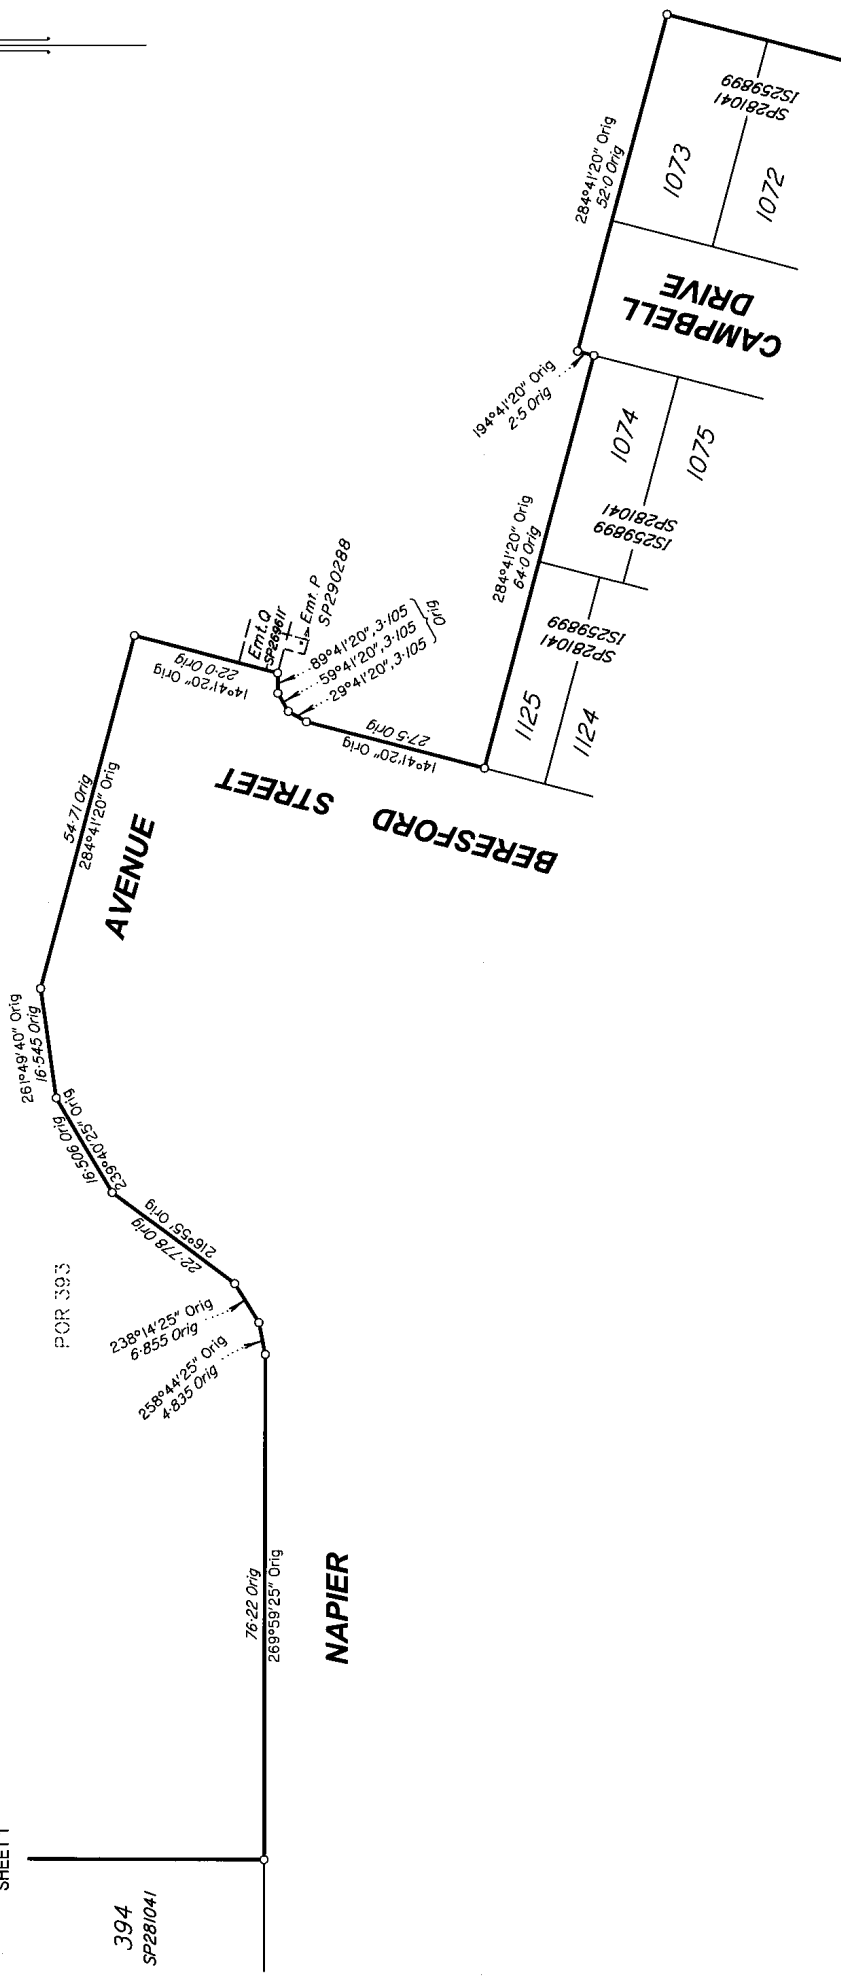 SHEET 1
394
SP281041
POR 393
NAPIER
AVENUE
76·22 Orig
269°59'25" Orig
258°44'25" Orig
4·835 Orig
238°14'25" Orig
6·855 Orig
22·778 Orig
216°55' Orig
16·506 Orig
239°40'25" Orig
261°49'40" Orig
16·545 Orig
54·71 Orig
284°41'20" Orig
22·0 Orig
14°41'20" Orig
Emt. Q
SP269611
Emt. P
SP290288
89°41'20", 3·105
59°41'20", 3·105
29°41'20", 3·105
Orig
27·5 Orig
14°41'20" Orig
BERESFORD STREET
284°41'20" Orig
64·0 Orig
1125
1124
SP281041
IS259899
1074
1075
IS259899
SP281041
194°41'20" Orig
2·5 Orig
CAMPBELL
DRIVE
284°41'20" Orig
52·0 Orig
1073
1072
SP281041
IS259899